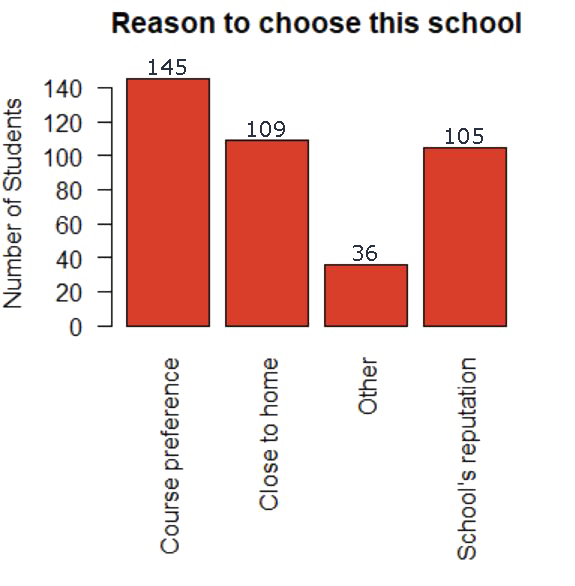 Reason to choose this school
Number of Students
140
120
100
80
60
40
20
0
145
109
36
105
Course preference
Close to home
Other
School's reputation